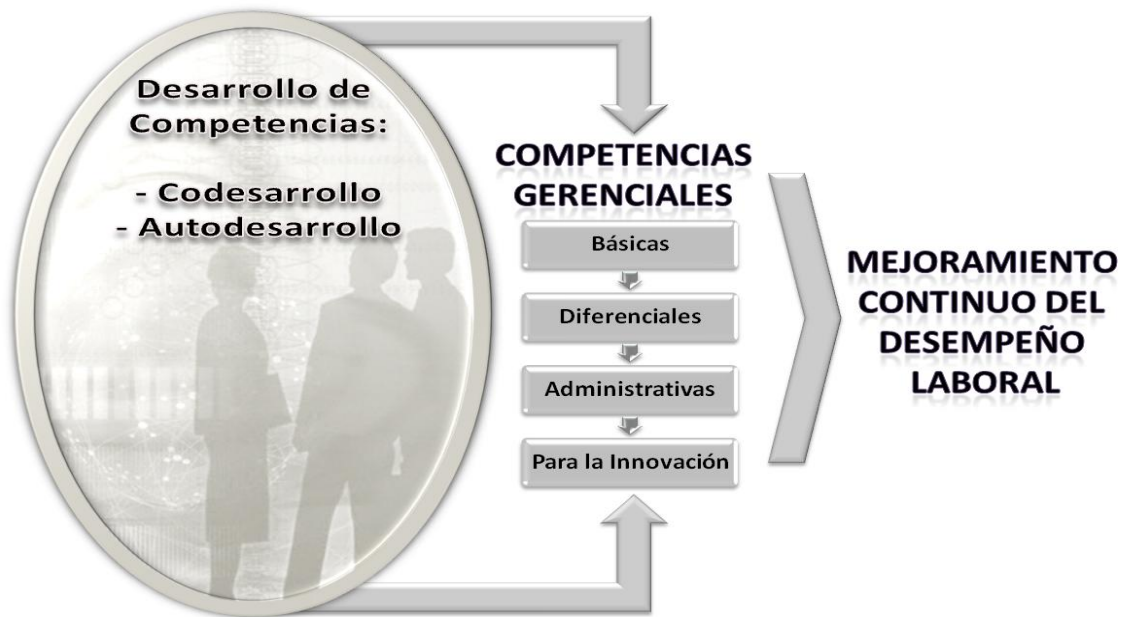 Desarrollo de
Competencias:
- Codesarrollo
- Autodesarrollo
COMPETENCIAS
GERENCIALES
Básicas
Diferenciales
Administrativas
Para la Innovación
MEJORAMIENTO
CONTINUO DEL
DESEMPEÑO
LABORAL